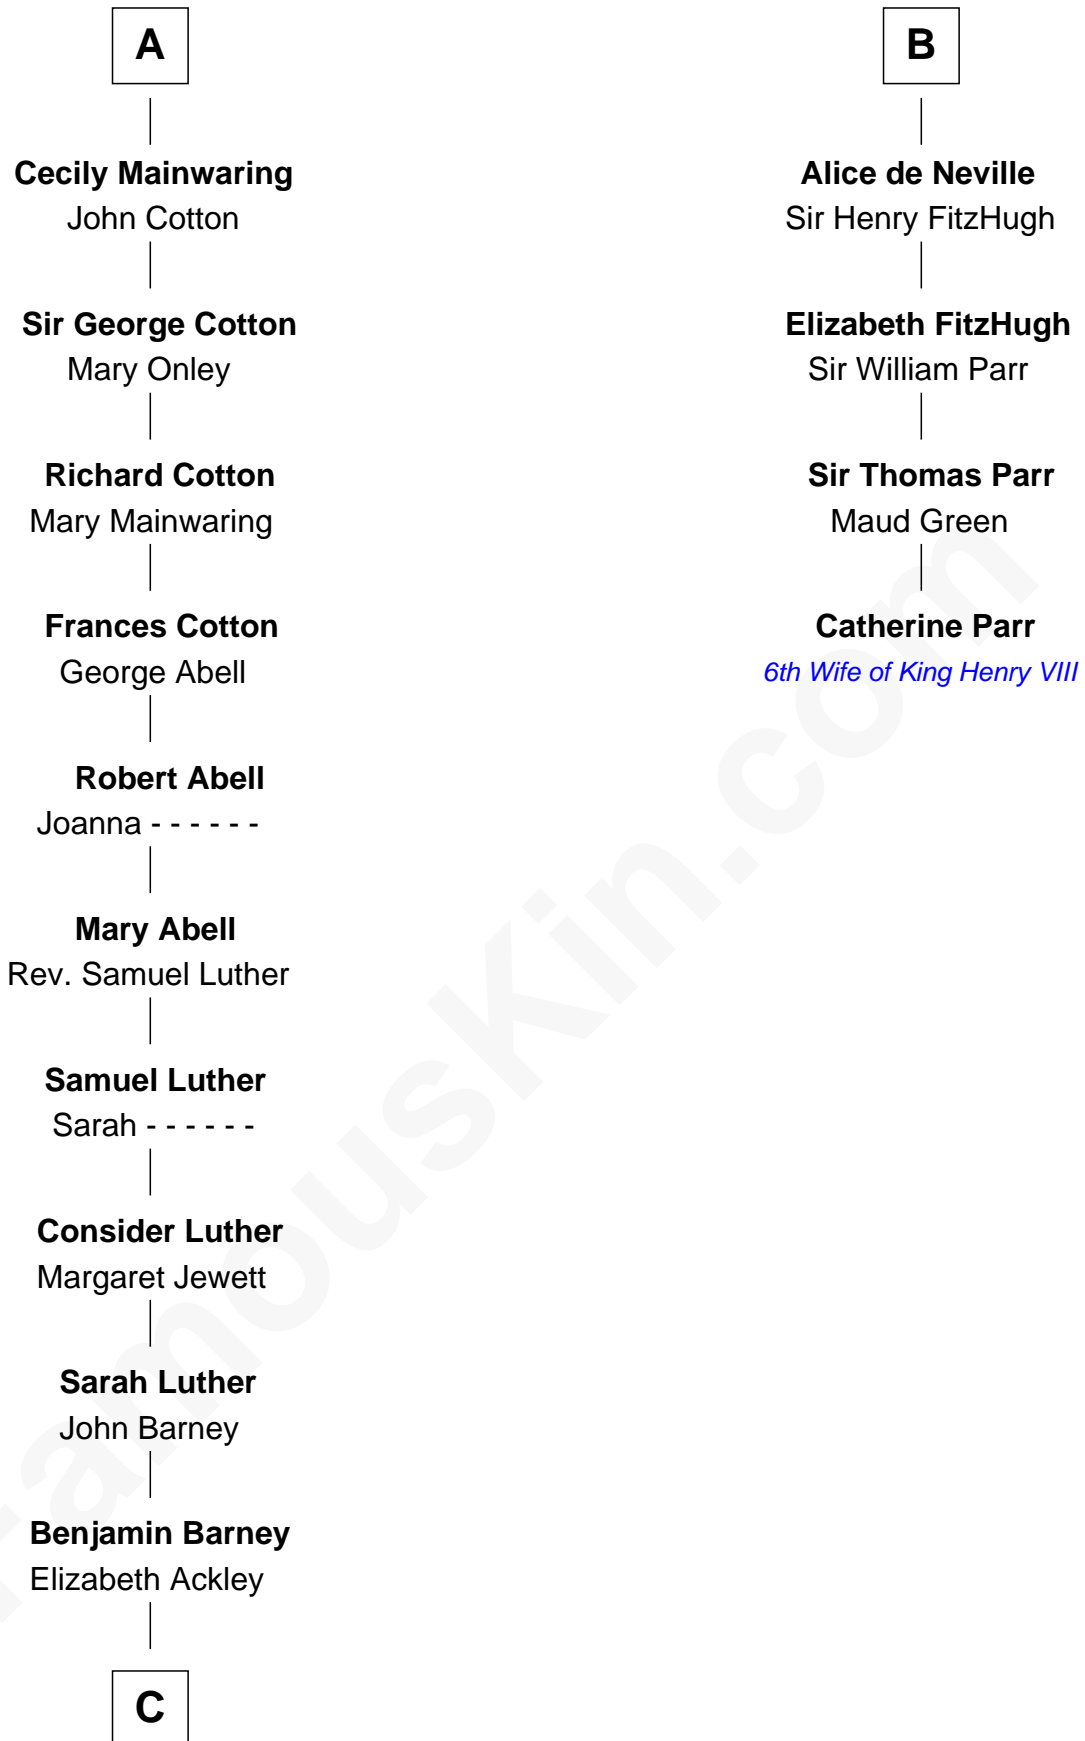 A
Cecily Mainwaring
John Cotton
Sir George Cotton
Mary Onley
Richard Cotton
Mary Mainwaring
Frances Cotton
George Abell
Robert Abell
Joanna - - - - - -
Mary Abell
Rev. Samuel Luther
Samuel Luther
Sarah - - - - - -
Consider Luther
Margaret Jewett
Sarah Luther
John Barney
Benjamin Barney
Elizabeth Ackley
C
B
Alice de Neville
Sir Henry FitzHugh
Elizabeth FitzHugh
Sir William Parr
Sir Thomas Parr
Maud Green
Catherine Parr
6th Wife of King Henry VIII
FamousKin.com